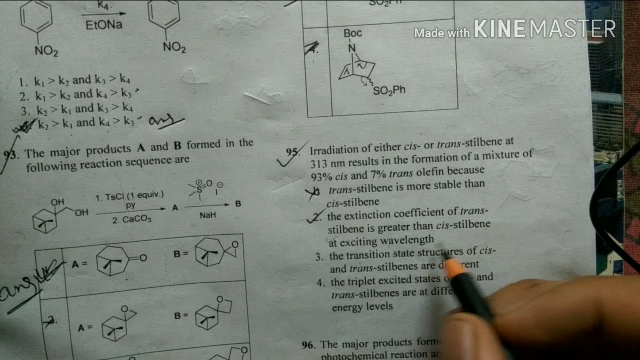 Made with KINEMASTER
K4
EtONa
NO2
NO2
1. k1 > k2 and k3 > k4
2. k1 > k2 and k4 > k3
3. k2 > k1 and k3 > k4
k2 > k1 and k4 > k3 ans
93. The major products A and B formed in the
following reaction sequence are
OH
OH
1. TsCl (1 equiv.)
py
2. CaCO3
A
S
O
I
NaH
B
A =
O
B =
O
answer
2.
A =
O
B =
O
SO2Ph
4.
Boc
N
SO2Ph
95. Irradiation of either cis- or trans-stilbene at
313 nm results in the formation of a mixture of
93% cis and 7% trans olefin because
trans-stilbene is more stable than
cis-stilbene
2. the extinction coefficient of trans-
stilbene is greater than cis-stilbene
at exciting wavelength
3. the transition state structures of cis-
and trans-stilbenes are
4. the triplet excited states and
trans-stilbenes are at
energy levels
96. The major products
photochemical reaction